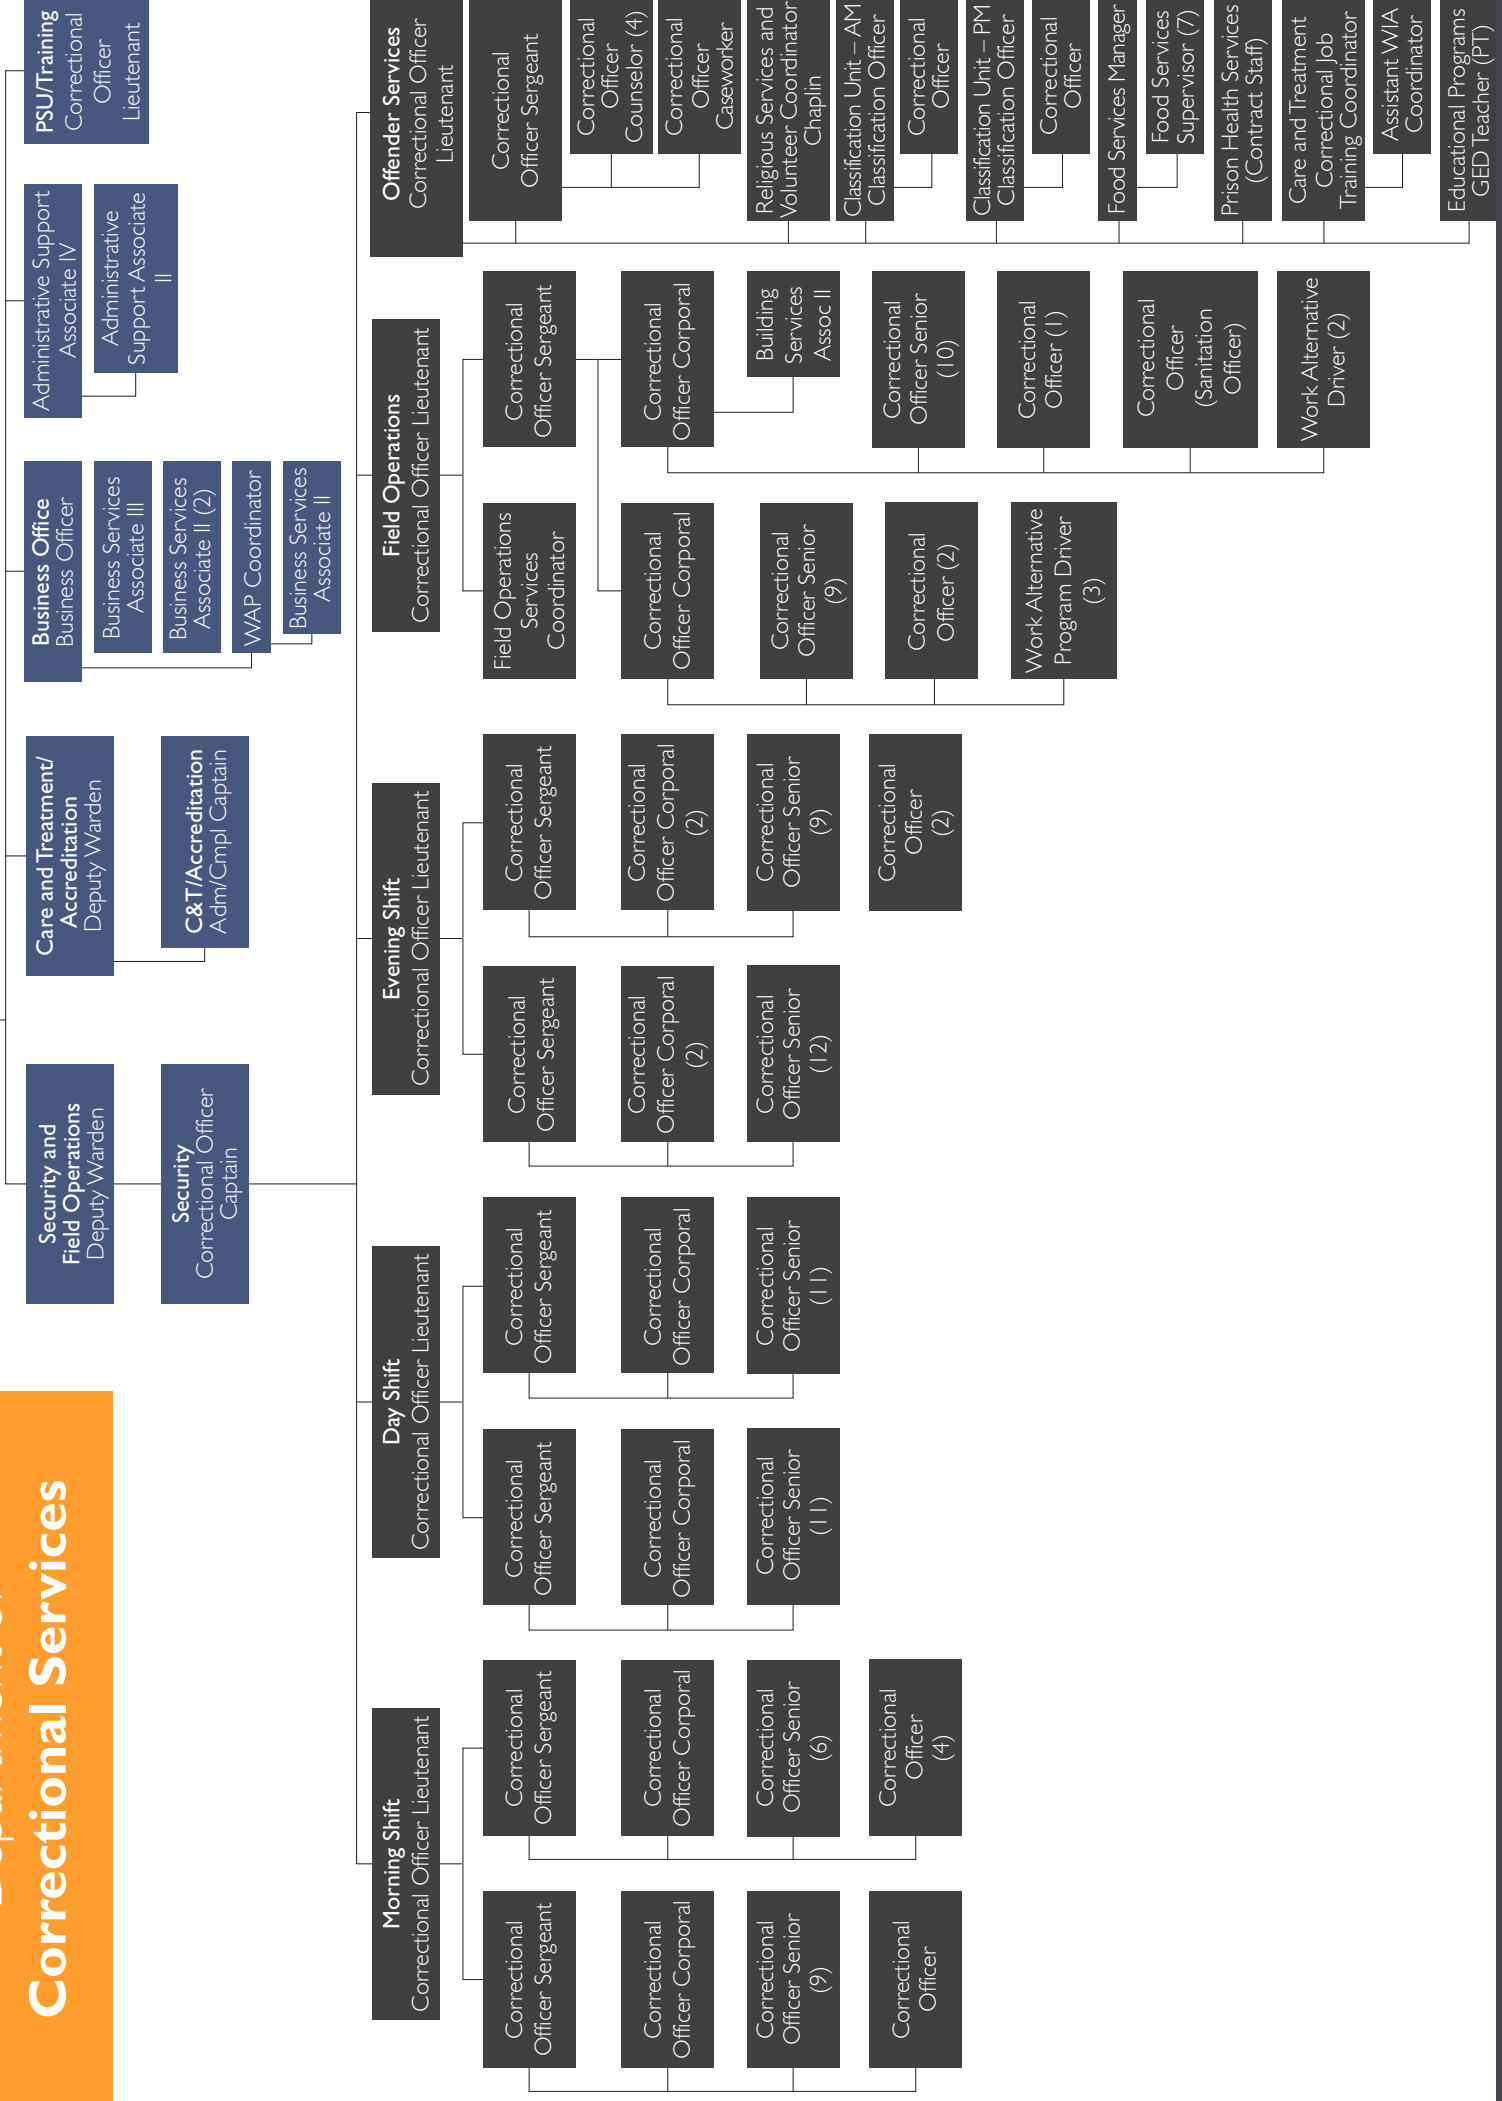 Correctional Services
Security and
Field Operations
Deputy Warden
Security
Correctional Officer
Captain
Care and Treatment/
Accreditation
Deputy Warden
C&T/Accreditation
Adm/Cmpl Captain
Business Office
Business Officer
Business Services
Associate III
Business Services
Associate II (2)
WAP Coordinator
Business Services
Associate II
Administrative Support
Associate IV
Administrative
Support Associate
II
PSU/Training
Correctional
Officer
Lieutenant
Morning Shift
Correctional Officer Lieutenant
Correctional
Officer Sergeant
Correctional
Officer Corporal
Correctional
Officer Senior
(9)
Correctional
Officer
Correctional
Officer Sergeant
Correctional
Officer Corporal
Correctional
Officer Senior
(6)
Correctional
Officer
(4)
Day Shift
Correctional Officer Lieutenant
Correctional
Officer Sergeant
Correctional
Officer Corporal
Correctional
Officer Senior
(11)
Correctional
Officer Sergeant
Correctional
Officer Corporal
Correctional
Officer Senior
(11)
Evening Shift
Correctional Officer Lieutenant
Correctional
Officer Sergeant
Correctional
Officer Corporal
(2)
Correctional
Officer Senior
(12)
Correctional
Officer Sergeant
Correctional
Officer Corporal
(2)
Correctional
Officer Senior
(9)
Correctional
Officer
(2)
Field Operations
Correctional Officer Lieutenant
Field Operations
Services
Coordinator
Correctional
Officer Corporal
Correctional
Officer Senior
(9)
Correctional
Officer (2)
Work Alternative
Program Driver
(3)
Correctional
Officer Sergeant
Correctional
Officer Corporal
Building
Services
Assoc II
Correctional
Officer Senior
(10)
Correctional
Officer (1)
Correctional
Officer
(Sanitation
Officer)
Work Alternative
Driver (2)
Offender Services
Correctional Officer
Lieutenant
Correctional
Officer Sergeant
Correctional
Officer
Counselor (4)
Correctional
Officer
Caseworker
Religious Services and
Volunteer Coordinator
Chaplin
Classification Unit – AM
Classification Officer
Correctional
Officer
Classification Unit – PM
Classification Officer
Correctional
Officer
Food Services Manager
Food Services
Supervisor (7)
Prison Health Services
(Contract Staff)
Care and Treatment
Correctional Job
Training Coordinator
Assistant WIA
Coordinator
Educational Programs
GED Teacher (PT)